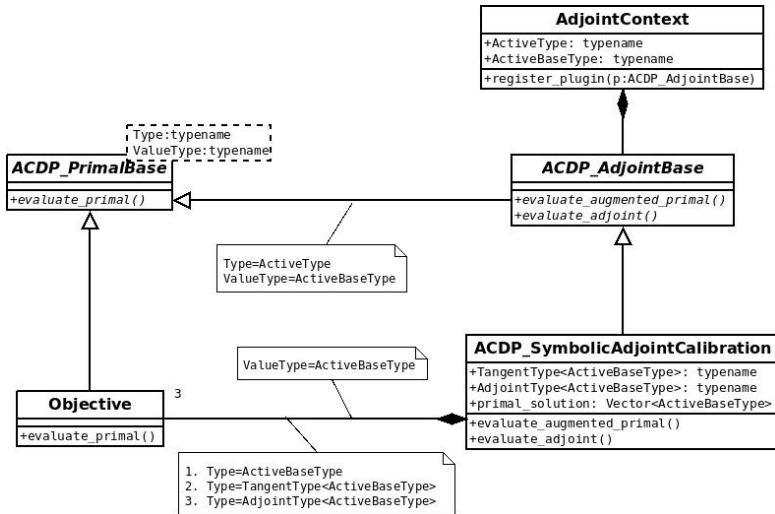 AdjointContext
+ActiveType: typename
+ActiveBaseType: typename
+register_plugin(p:ACDP_AdjointBase)
Type:typename
ValueType:typename
ACDP_PrimalBase
+evaluate_primal()
ACDP_AdjointBase
+evaluate_augmented_primal()
+evaluate_adjoint()
Type=ActiveType
ValueType=ActiveBaseType
ValueType=ActiveBaseType
ACDP_SymbolicAdjointCalibration
+TangentType<ActiveBaseType>: typename
+AdjointType<ActiveBaseType>: typename
+primal_solution: Vector<ActiveBaseType>
+evaluate_augmented_primal()
+evaluate_adjoint()
3
Objective
+evaluate_primal()
1. Type=ActiveBaseType
2. Type=TangentType<ActiveBaseType>
3. Type=AdjointType<ActiveBaseType>